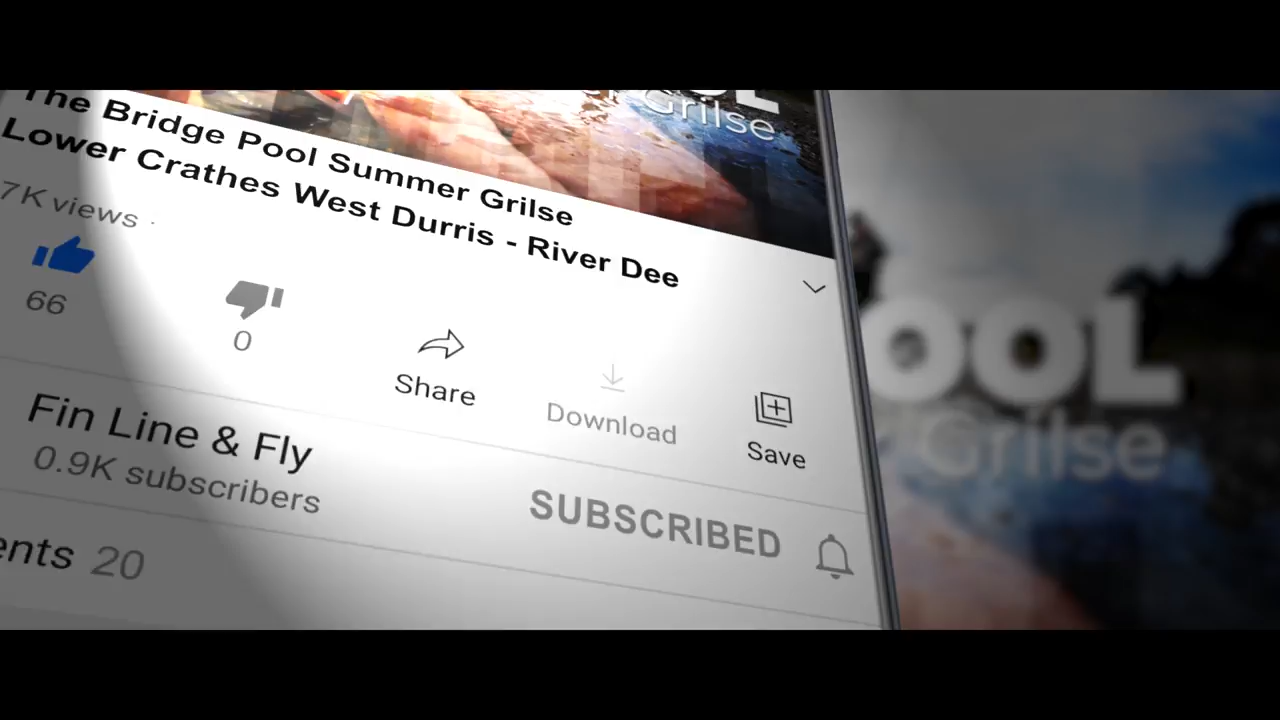 Grilse
The Bridge Pool Summer Grilse
Lower Crathes West Durris - River Dee
7K views ·
66
0
Share
Download
Save
Fin Line & Fly
0.9K subscribers
SUBSCRIBED
20
OOL
Grilse